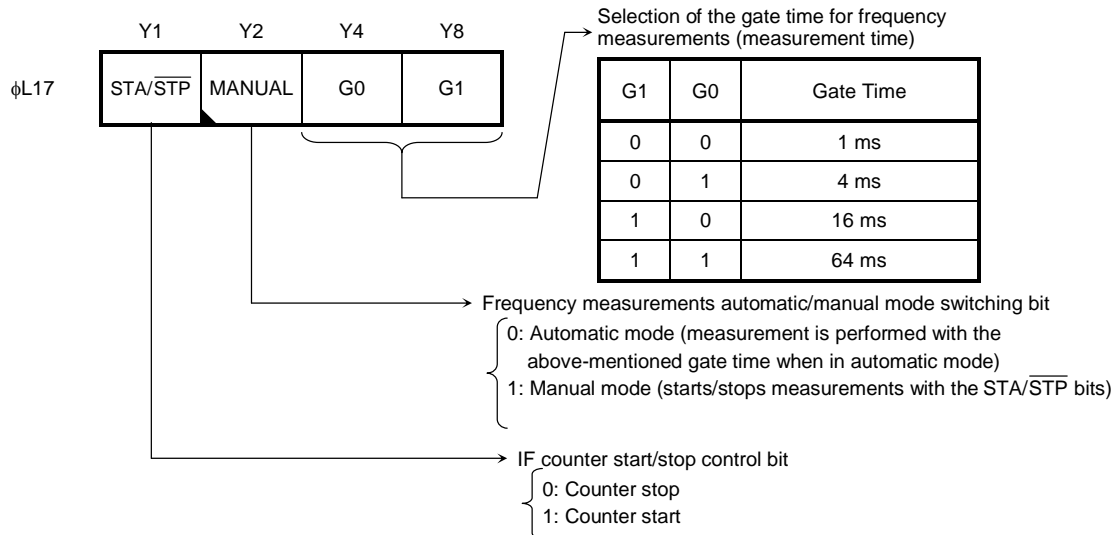 Selection of the gate time for frequency
measurements (measurement time)
Y1 Y2 Y4 Y8
φL17 STA/S̅T̅P̅ MANUAL G0 G1
G1 G0 Gate Time
0 0 1 ms
0 1 4 ms
1 0 16 ms
1 1 64 ms
Frequency measurements automatic/manual mode switching bit
0: Automatic mode (measurement is performed with the
above-mentioned gate time when in automatic mode)
1: Manual mode (starts/stops measurements with the STA/S̅T̅P̅ bits)
IF counter start/stop control bit
0: Counter stop
1: Counter start